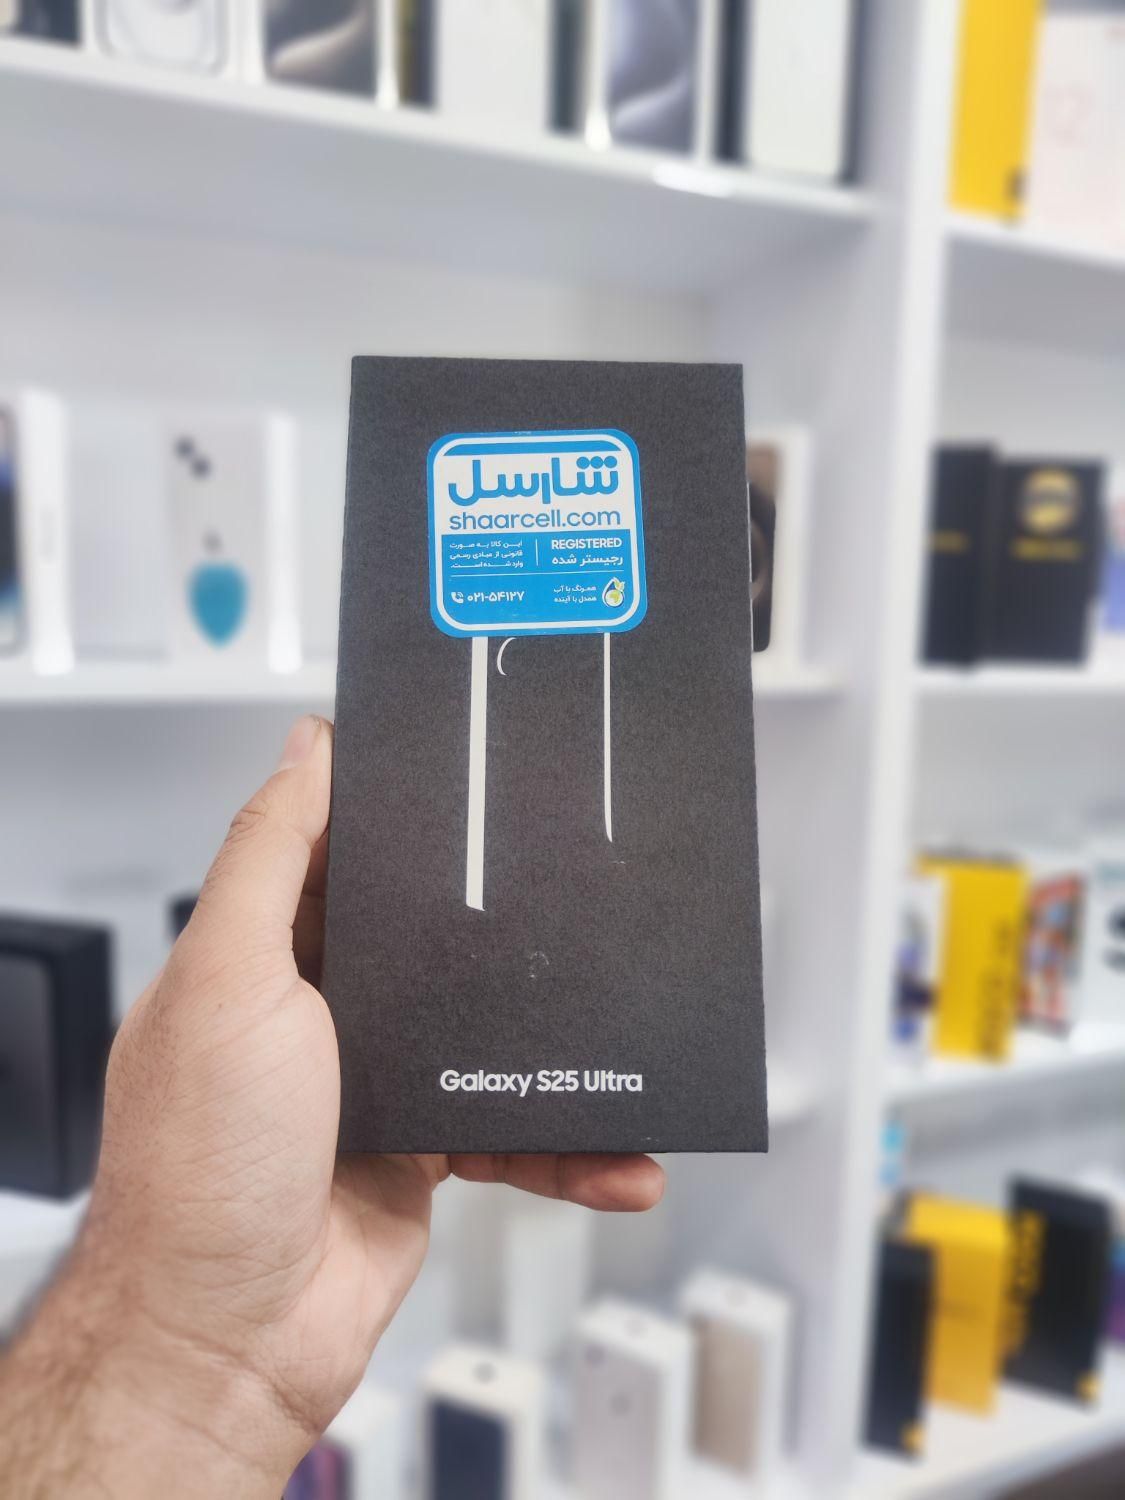 شارسل
shaarcell.com
REGISTERED
رجیستر شده
این کالا به صورت
قانونی از مبادی رسمی
وارد شده است.
همرنگ با آب
همدل با آینده
۰۲۱-۵۴۱۲۷
Galaxy S25 Ultra